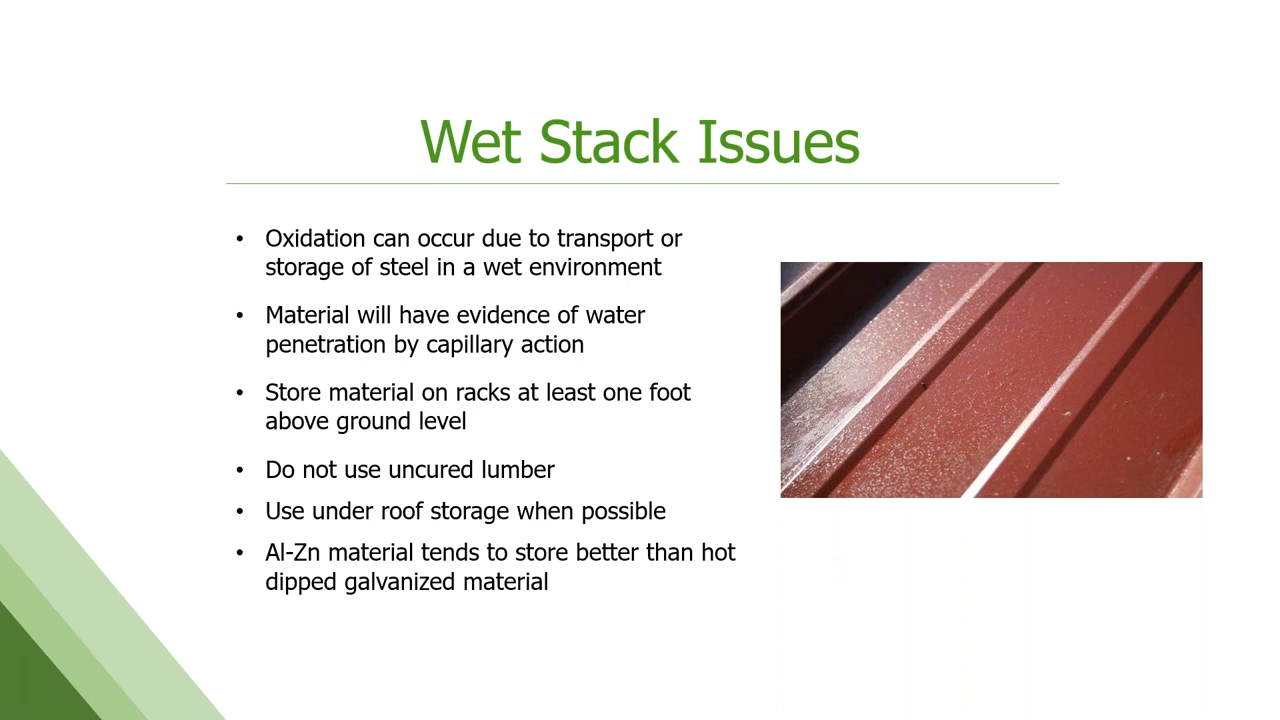 Wet Stack Issues
• Oxidation can occur due to transport or
storage of steel in a wet environment
• Material will have evidence of water
penetration by capillary action
• Store material on racks at least one foot
above ground level
• Do not use uncured lumber
• Use under roof storage when possible
• Al-Zn material tends to store better than hot
dipped galvanized material